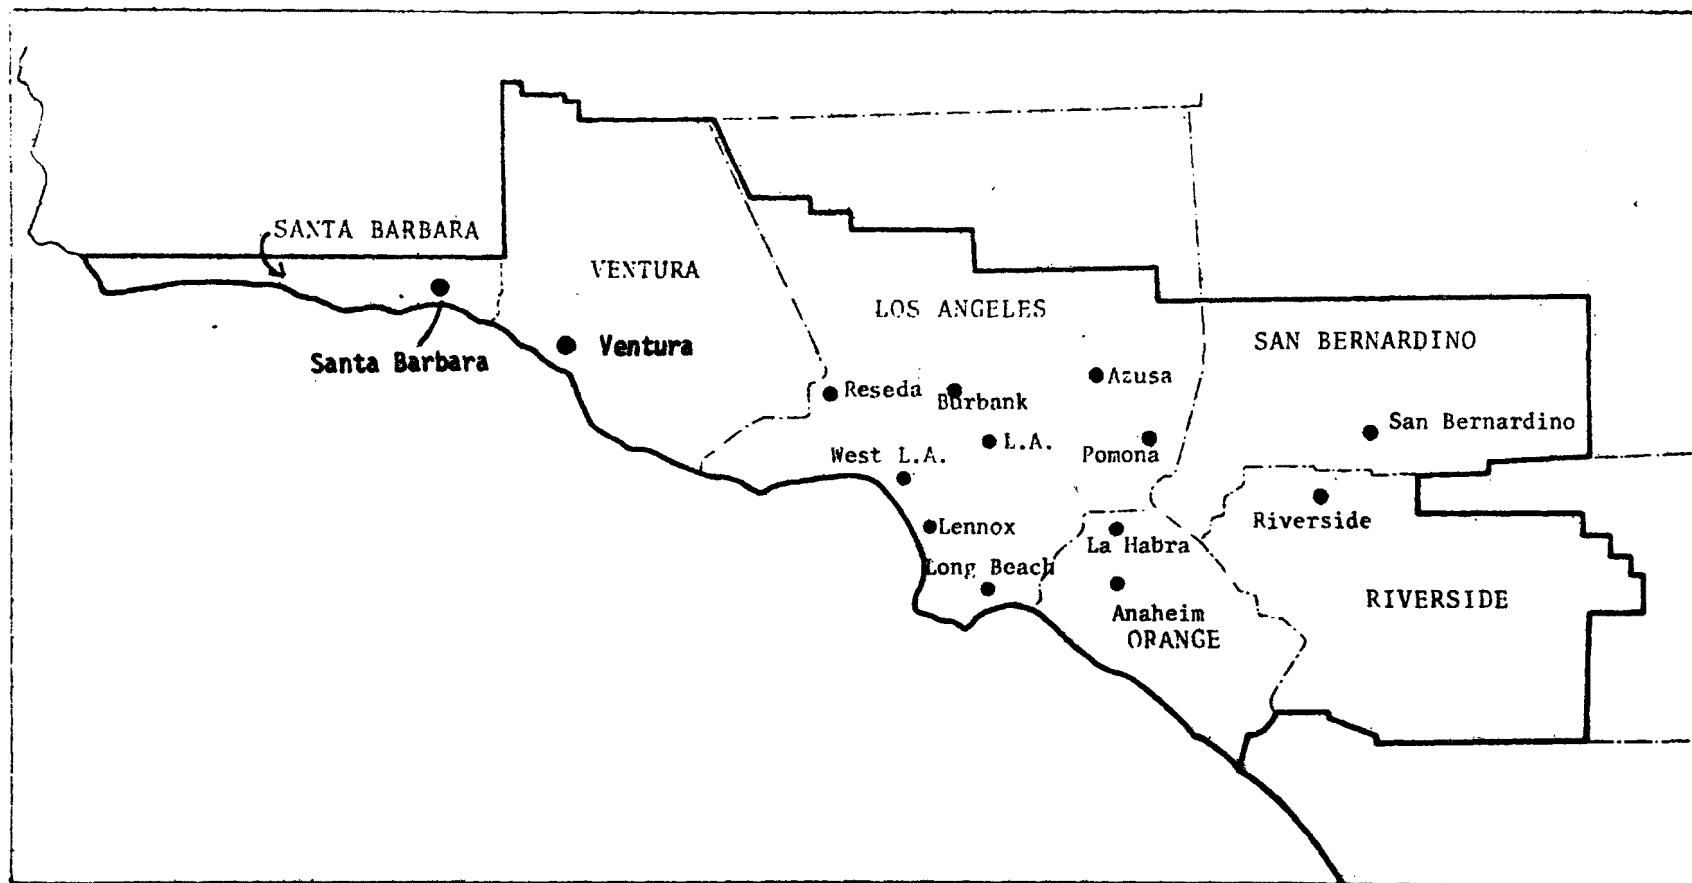 SANTA BARBARA
VENTURA
LOS ANGELES
SAN BERNARDINO
Santa Barbara
Ventura
Reseda
Burbank
Azusa
San Bernardino
West L.A.
L.A.
Pomona
Lennox
La Habra
Riverside
Long Beach
Anaheim
ORANGE
RIVERSIDE